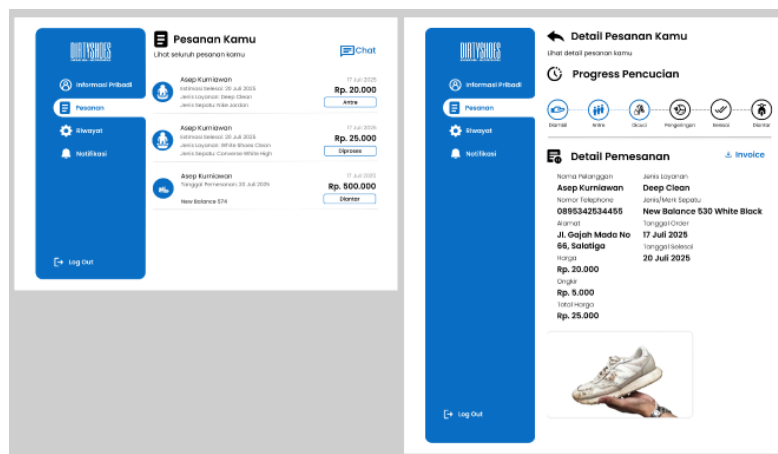 DIRTYSHOES
Informasi Pribadi
Pesanan
Riwayat
Notifikasi
Log Out
Pesanan Kamu
Lihat seluruh pesanan kamu
Chat
Asep Kurniawan
Estimasi Selesai: 20 Juli 2025
Jenis Layanan: Deep Clean
Jenis Sepatu: Nike Jordan
17 Juli 2025
Rp. 20.000
Antre
Asep Kurniawan
Estimasi Selesai: 20 Juli 2025
Jenis Layanan: White Shoes Clean
Jenis Sepatu: Converse White High
17 Juli 2025
Rp. 25.000
Diproses
Asep Kurniawan
Tanggal Pemesanan: 20 Juli 2025
New Balance 574
17 Juli 2025
Rp. 500.000
Diantar
DIRTYSHOES
Informasi Pribadi
Pesanan
Riwayat
Notifikasi
Log Out
Detail Pesanan Kamu
Lihat detail pesanan kamu
Progress Pencucian
Diambil
Antre
Dicuci
Pengeringan
Selesai
Diantar
Detail Pemesanan
Invoice
Nama Pelanggan
Asep Kurniawan
Nomor Telephone
0895342534455
Alamat
Jl. Gajah Mada No
66, Salatiga
Harga
Rp. 20.000
Ongkir
Rp. 5.000
Total Harga
Rp. 25.000
Jenis Layanan
Deep Clean
Jenis/Merk Sepatu
New Balance 530 White Black
Tanggal Order
17 Juli 2025
Tanggal Selesai
20 Juli 2025